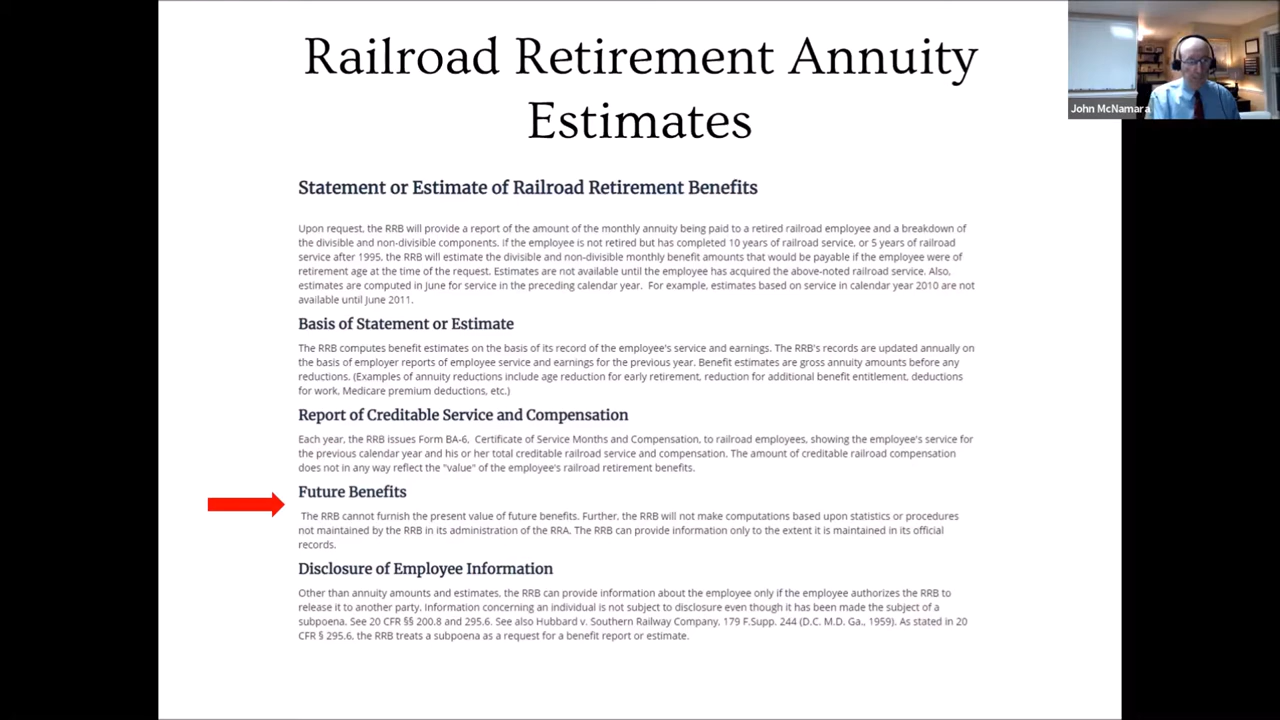 Railroad Retirement Annuity
Estimates
John McNamara
Statement or Estimate of Railroad Retirement Benefits
Upon request, the RRB will provide a report of the amount of the monthly annuity being paid to a retired railroad employee and a breakdown of
the divisible and non-divisible components. If the employee is not retired but has completed 10 years of railroad service, or 5 years of railroad
service after 1995, the RRB will estimate the divisible and non-divisible monthly benefit amounts that would be payable if the employee were of
retirement age at the time of the request. Estimates are not available until the employee has acquired the above-noted railroad service. Also,
estimates are computed in June for service in the preceding calendar year. For example, estimates based on service in calendar year 2010 are not
available until June 2011.
Basis of Statement or Estimate
The RRB computes benefit estimates on the basis of its record of the employee's service and earnings. The RRB's records are updated annually on
the basis of employer reports of employee service and earnings for the previous year. Benefit estimates are gross annuity amounts before any
reductions. (Examples of annuity reductions include age reduction for early retirement, reduction for additional benefit entitlement, deductions
for work, Medicare premium deductions, etc.)
Report of Creditable Service and Compensation
Each year, the RRB issues Form BA-6, Certificate of Service Months and Compensation, to railroad employees, showing the employee's service for
the previous calendar year and his or her total creditable railroad service and compensation. The amount of creditable railroad compensation
does not in any way reflect the "value" of the employee's railroad retirement benefits.
Future Benefits
The RRB cannot furnish the present value of future benefits. Further, the RRB will not make computations based upon statistics or procedures
not maintained by the RRB in its administration of the RRA. The RRB can provide information only to the extent it is maintained in its official
records.
Disclosure of Employee Information
Other than annuity amounts and estimates, the RRB can provide information about the employee only if the employee authorizes the RRB to
release it to another party. Information concerning an individual is not subject to disclosure even though it has been made the subject of a
subpoena. See 20 CFR §§ 200.8 and 295.6. See also Hubbard v. Southern Railway Company, 179 F.Supp. 244 (D.C. M.D. Ga., 1959). As stated in 20
CFR § 295.6, the RRB treats a subpoena as a request for a benefit report or estimate.